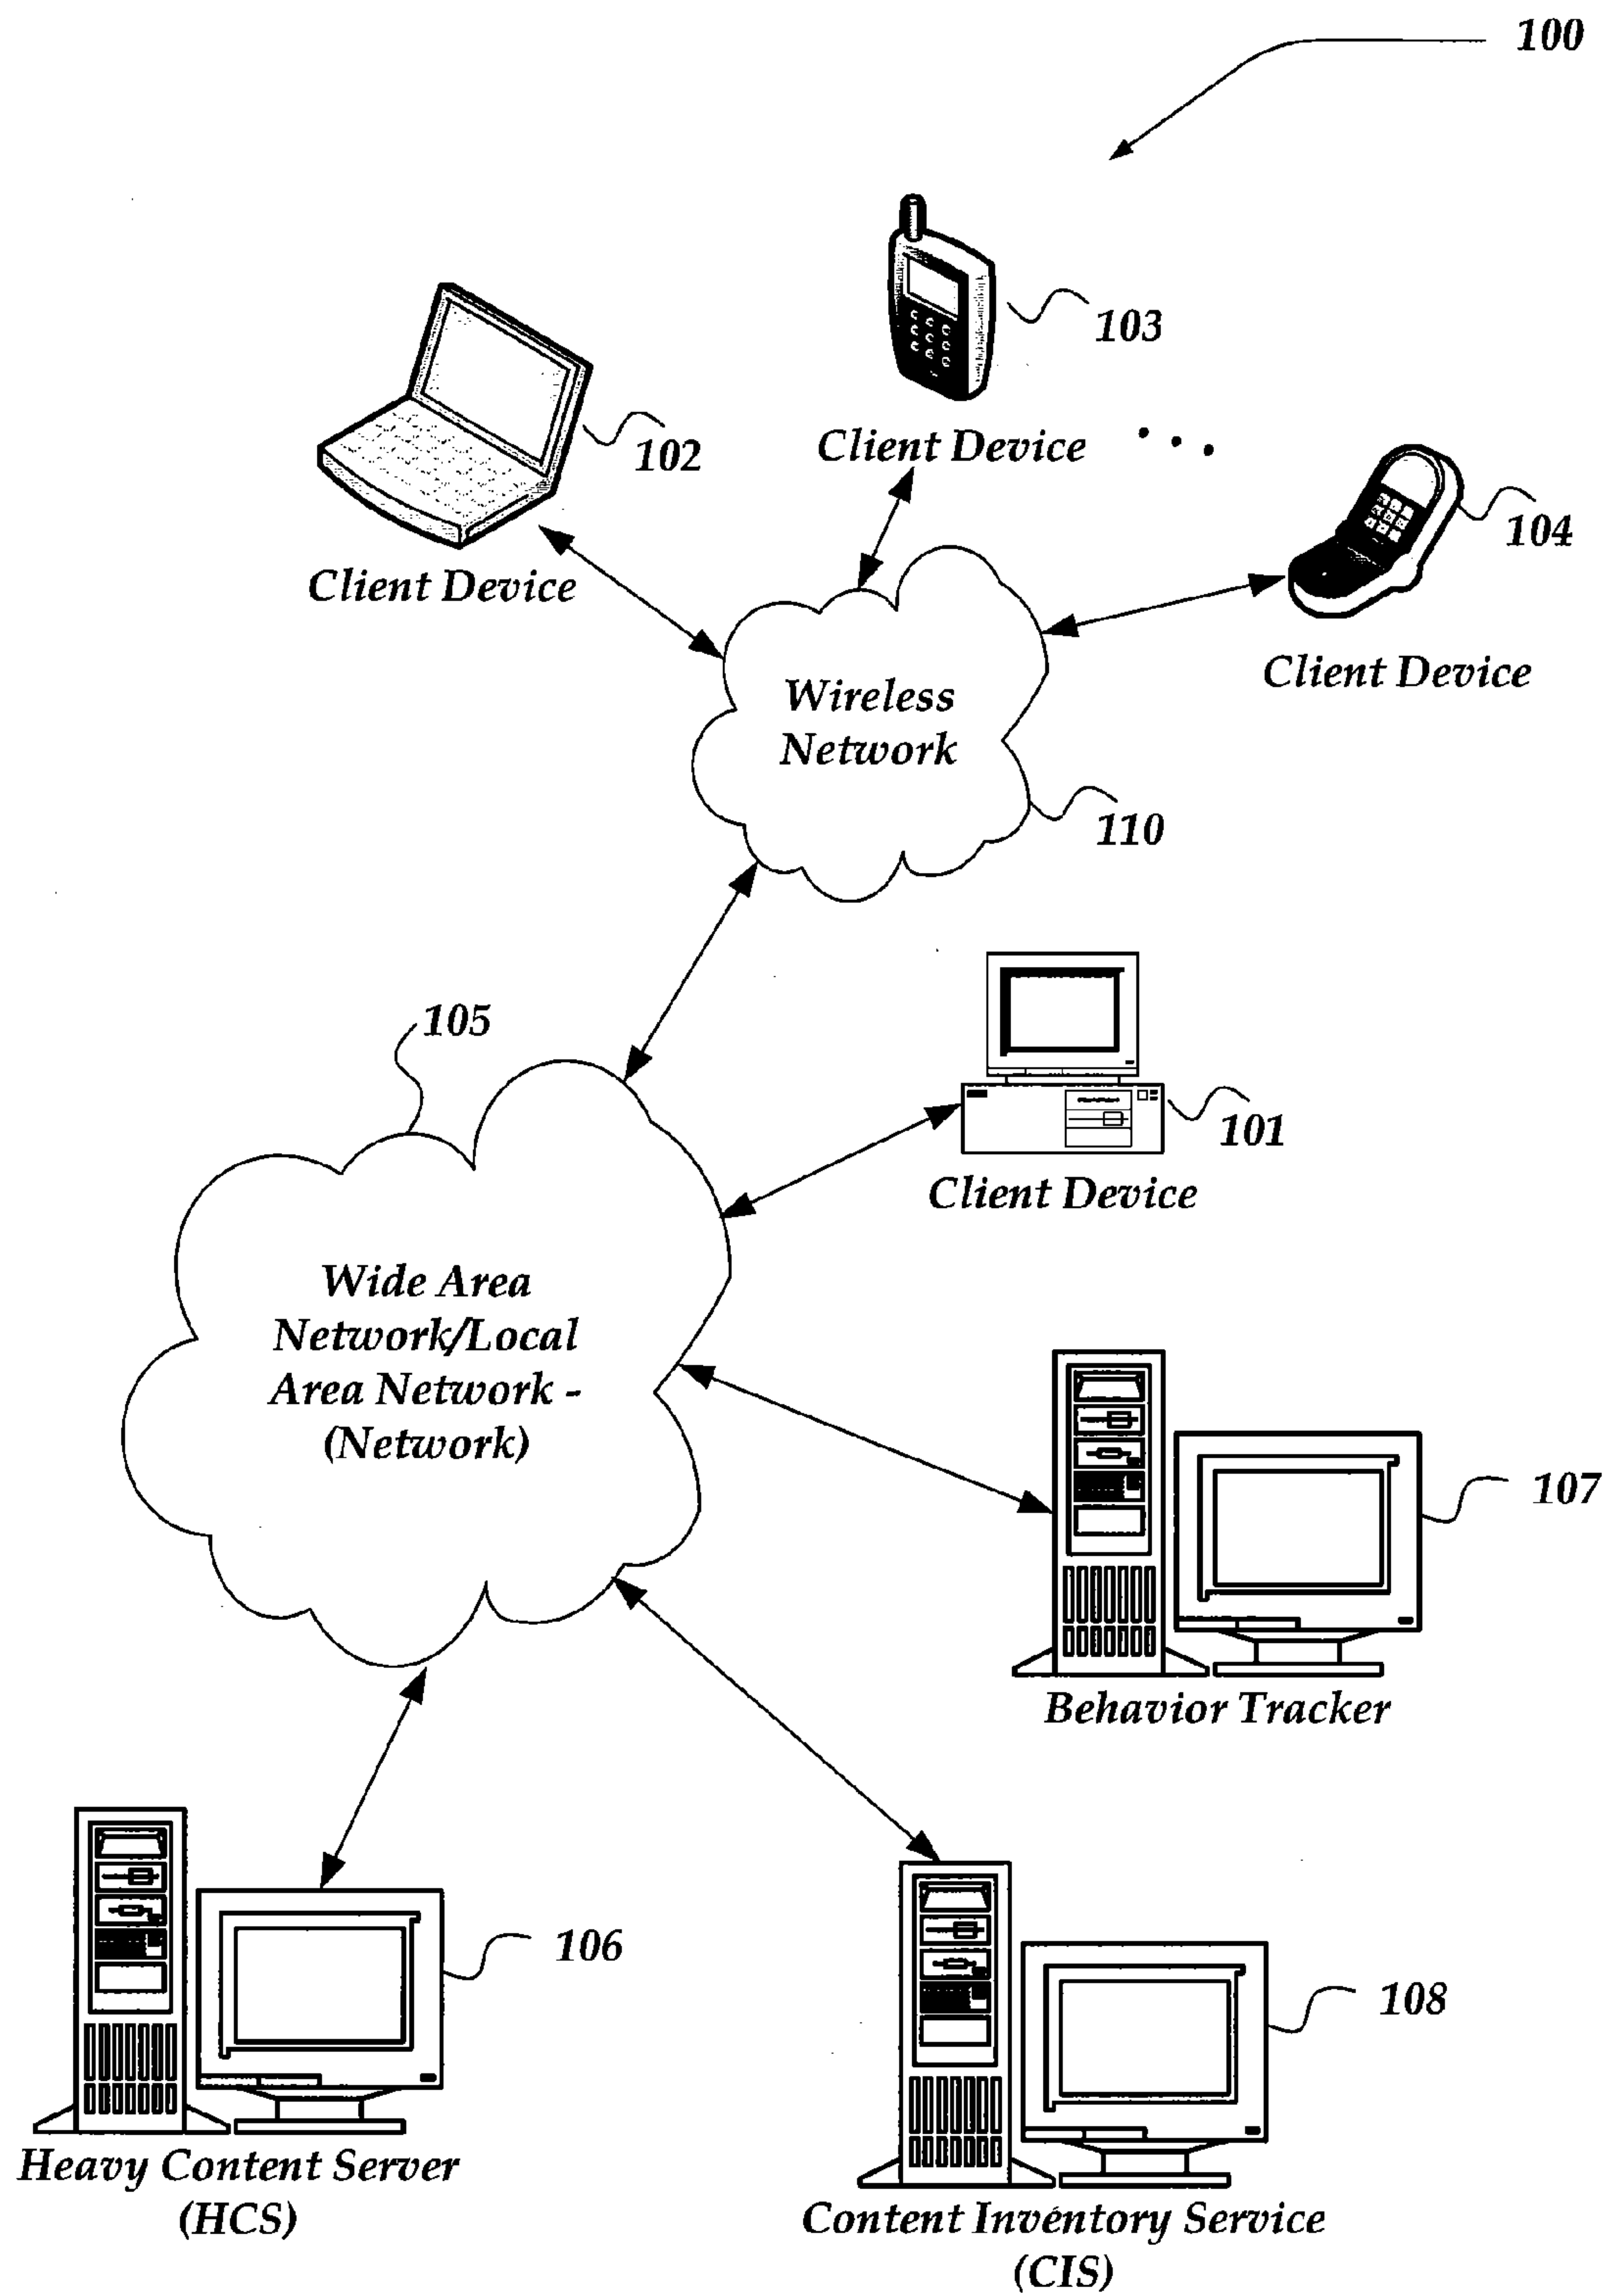 100
103
102
Client Device
104
Client Device
Client Device
Wireless
Network
110
105
101
Client Device
Wide Area
Network/Local
Area Network -
(Network)
107
Behavior Tracker
106
108
Heavy Content Server
(HCS)
Content Inventory Service
(CIS)